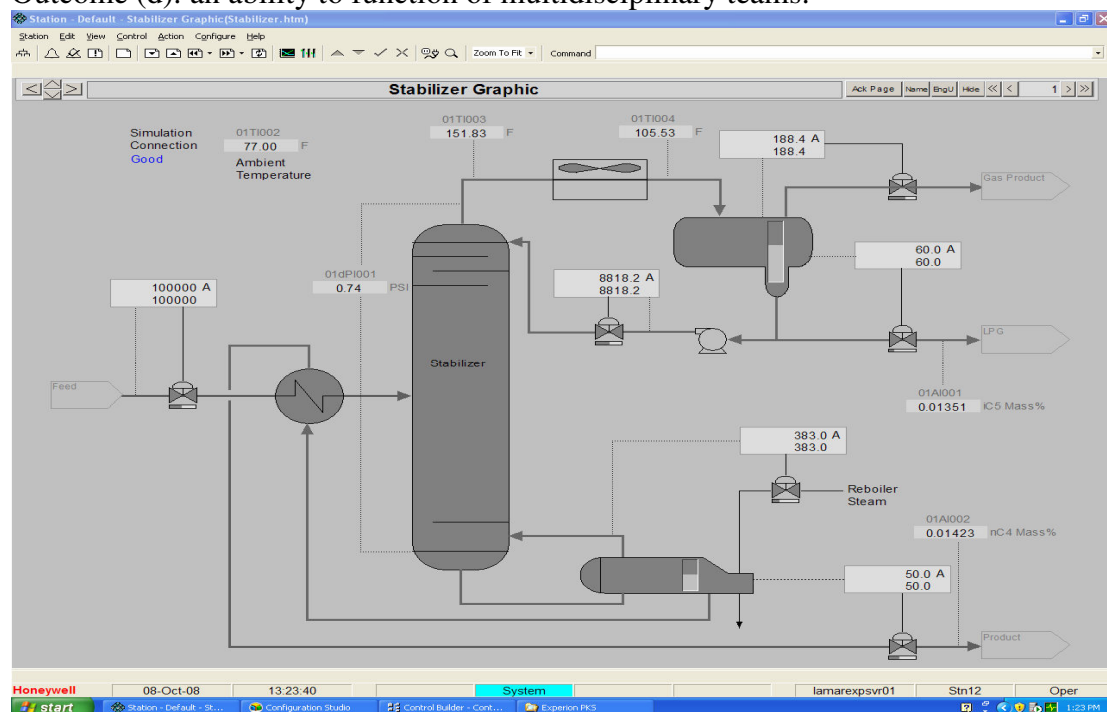 Outcome (d): an ability to function of multidisciplinary teams.
Station - Default - Stabilizer Graphic(Stabilizer.htm)
Station Edit View Control Action Configure Help
Zoom To Fit Command
Stabilizer Graphic
Ack Page Name EngU Hide 1
Simulation
Connection
Good
01TI002
77.00 F
Ambient
Temperature
01TI003
151.83 F
01TI004
105.53 F
188.4 A
188.4
Gas Product
60.0 A
60.0
01dPI001
0.74 PSI
8818.2 A
8818.2
100000 A
100000
LPG
Stabilizer
Feed
01AI001
0.01351 iC5 Mass%
383.0 A
383.0
Reboiler
Steam
01AI002
0.01423 nC4 Mass%
50.0 A
50.0
Product
Honeywell 08-Oct-08 13:23:40 System lamarexpsvr01 Stn12 Oper
start Station - Default - St... Configuration Studio Control Builder - Cont... Experion PKS 1:23 PM